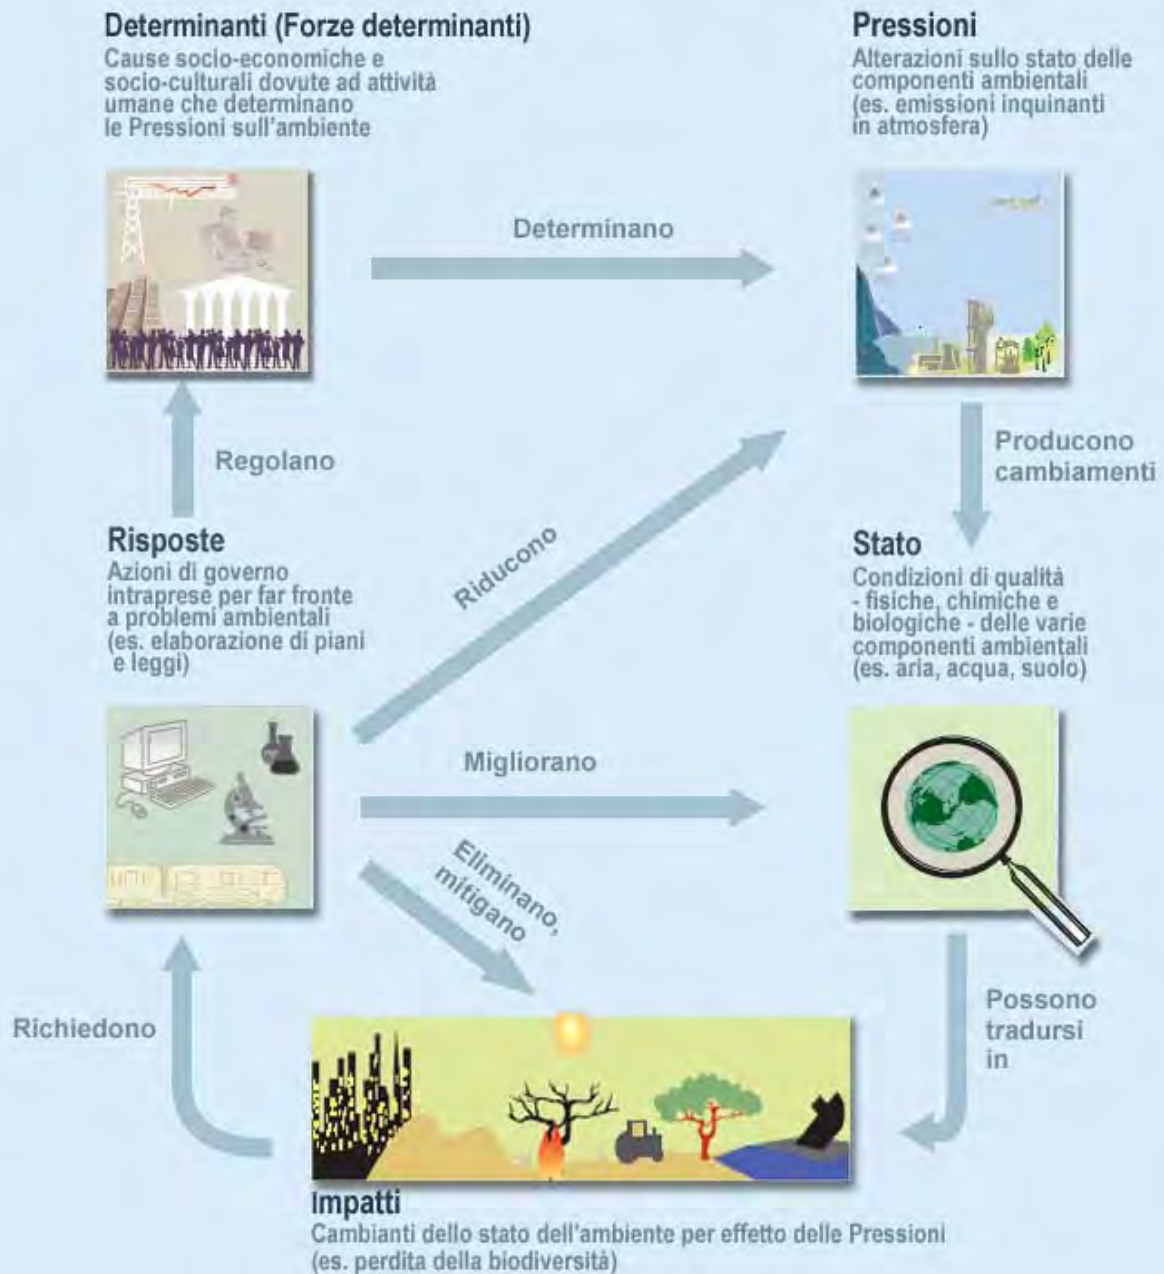 Determinanti (Forze determinanti)
Cause socio-economiche e
socio-culturali dovute ad attività
umane che determinano
le Pressioni sull'ambiente
Pressioni
Alterazioni sullo stato delle
componenti ambientali
(es. emissioni inquinanti
in atmosfera)
Determinano
Regolano
Producono
cambiamenti
Risposte
Azioni di governo
intraprese per far fronte
a problemi ambientali
(es. elaborazione di piani
e leggi)
Riducono
Stato
Condizioni di qualità
- fisiche, chimiche e
biologiche - delle varie
componenti ambientali
(es. aria, acqua, suolo)
Migliorano
Eliminano,
mitigano
Richiedono
Possono
tradursi
in
Impatti
Cambianti dello stato dell'ambiente per effetto delle Pressioni
(es. perdita della biodiversità)